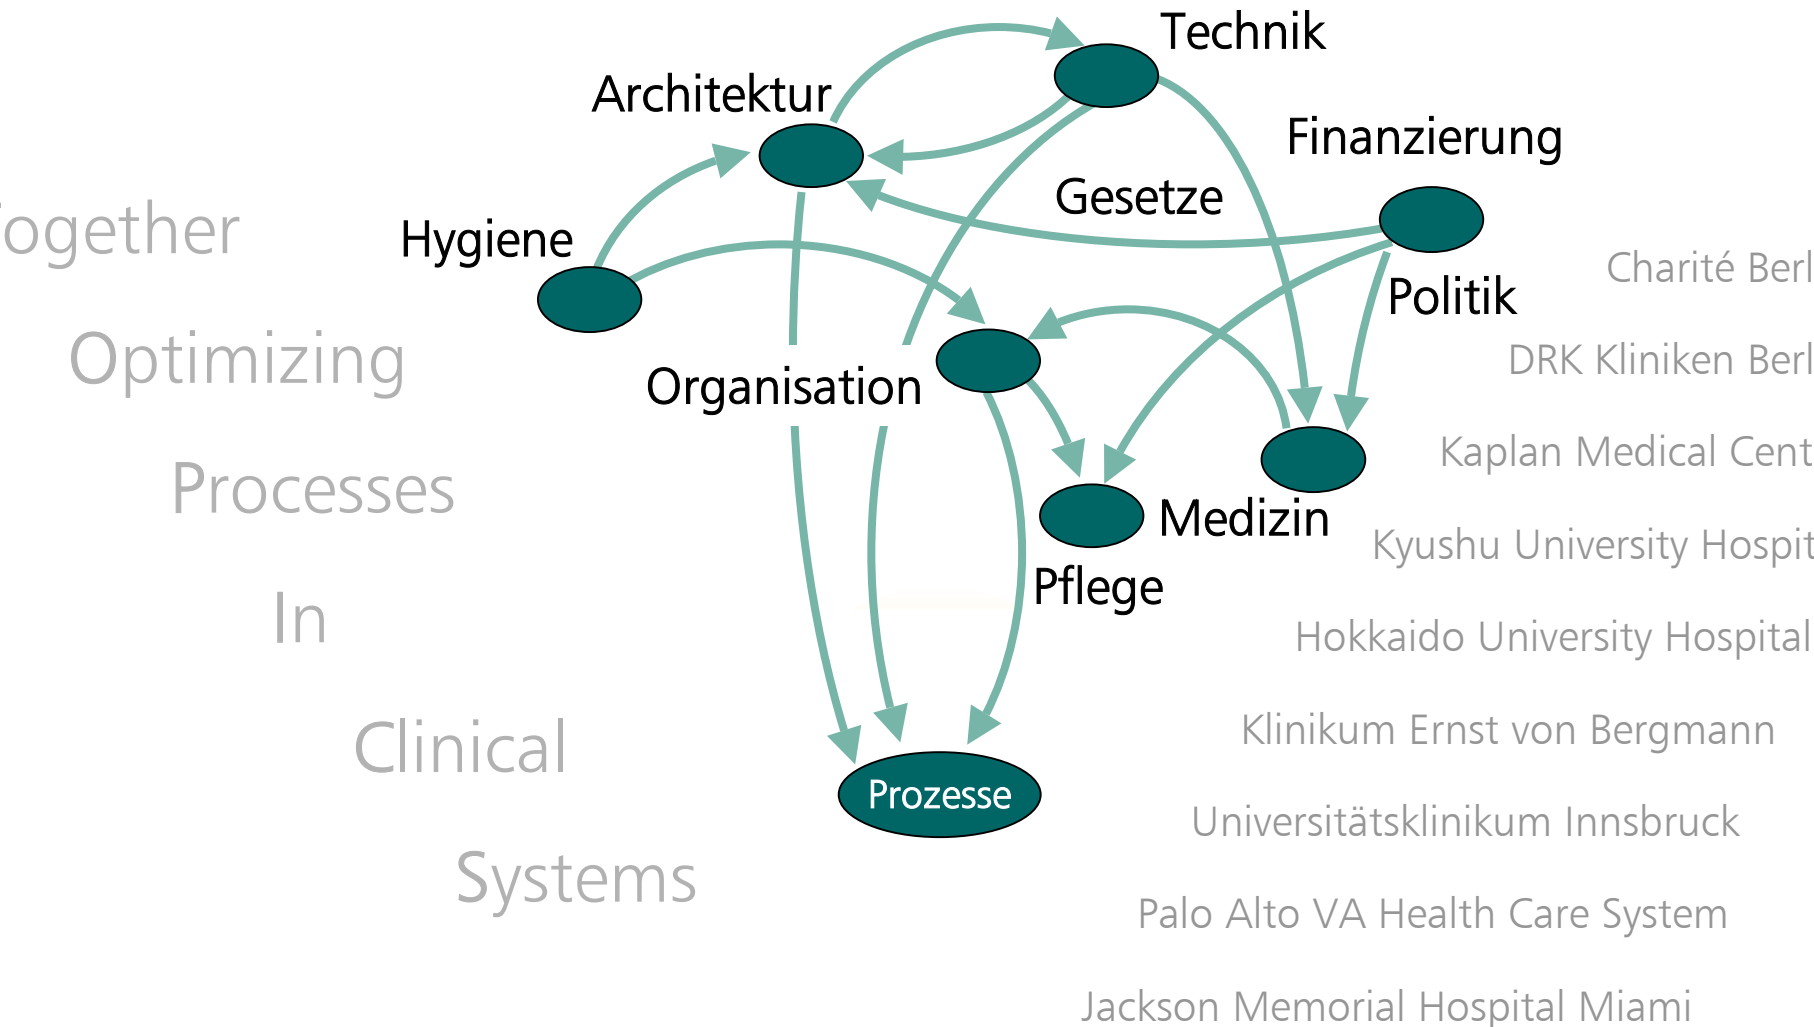 Technik
Architektur
Finanzierung
Gesetze
ogether
Hygiene
Charité Berl
Politik
Optimizing
DRK Kliniken Berl
Organisation
Kaplan Medical Cent
Processes
Medizin
Kyushu University Hospit
Pflege
In
Hokkaido University Hospital
Clinical
Klinikum Ernst von Bergmann
Prozesse
Universitätsklinikum Innsbruck
Systems
Palo Alto VA Health Care System
Jackson Memorial Hospital Miami